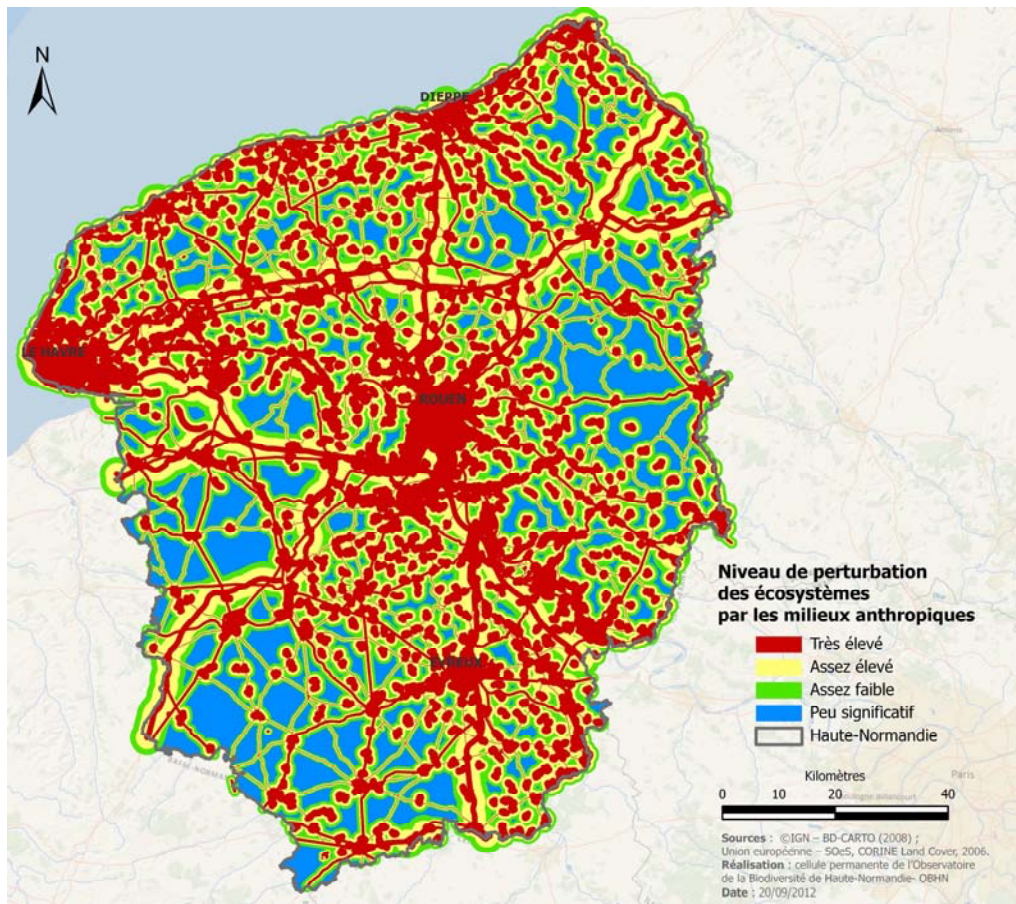 N
DIEPPE
Amiens
LE HAVRE
ROUEN
Niveau de perturbation
des écosystèmes
par les milieux anthropiques
Très élevé
Assez élevé
Assez faible
Peu significatif
Haute-Normandie
ÉVREUX
Kilomètres
Paris
0 10 20 40
Sources : ©IGN – BD-CARTO (2008) ;
Union européenne – SOeS, CORINE Land Cover, 2006.
Réalisation : cellule permanente de l'Observatoire
de la Biodiversité de Haute-Normandie- OBHN
Date : 20/09/2012